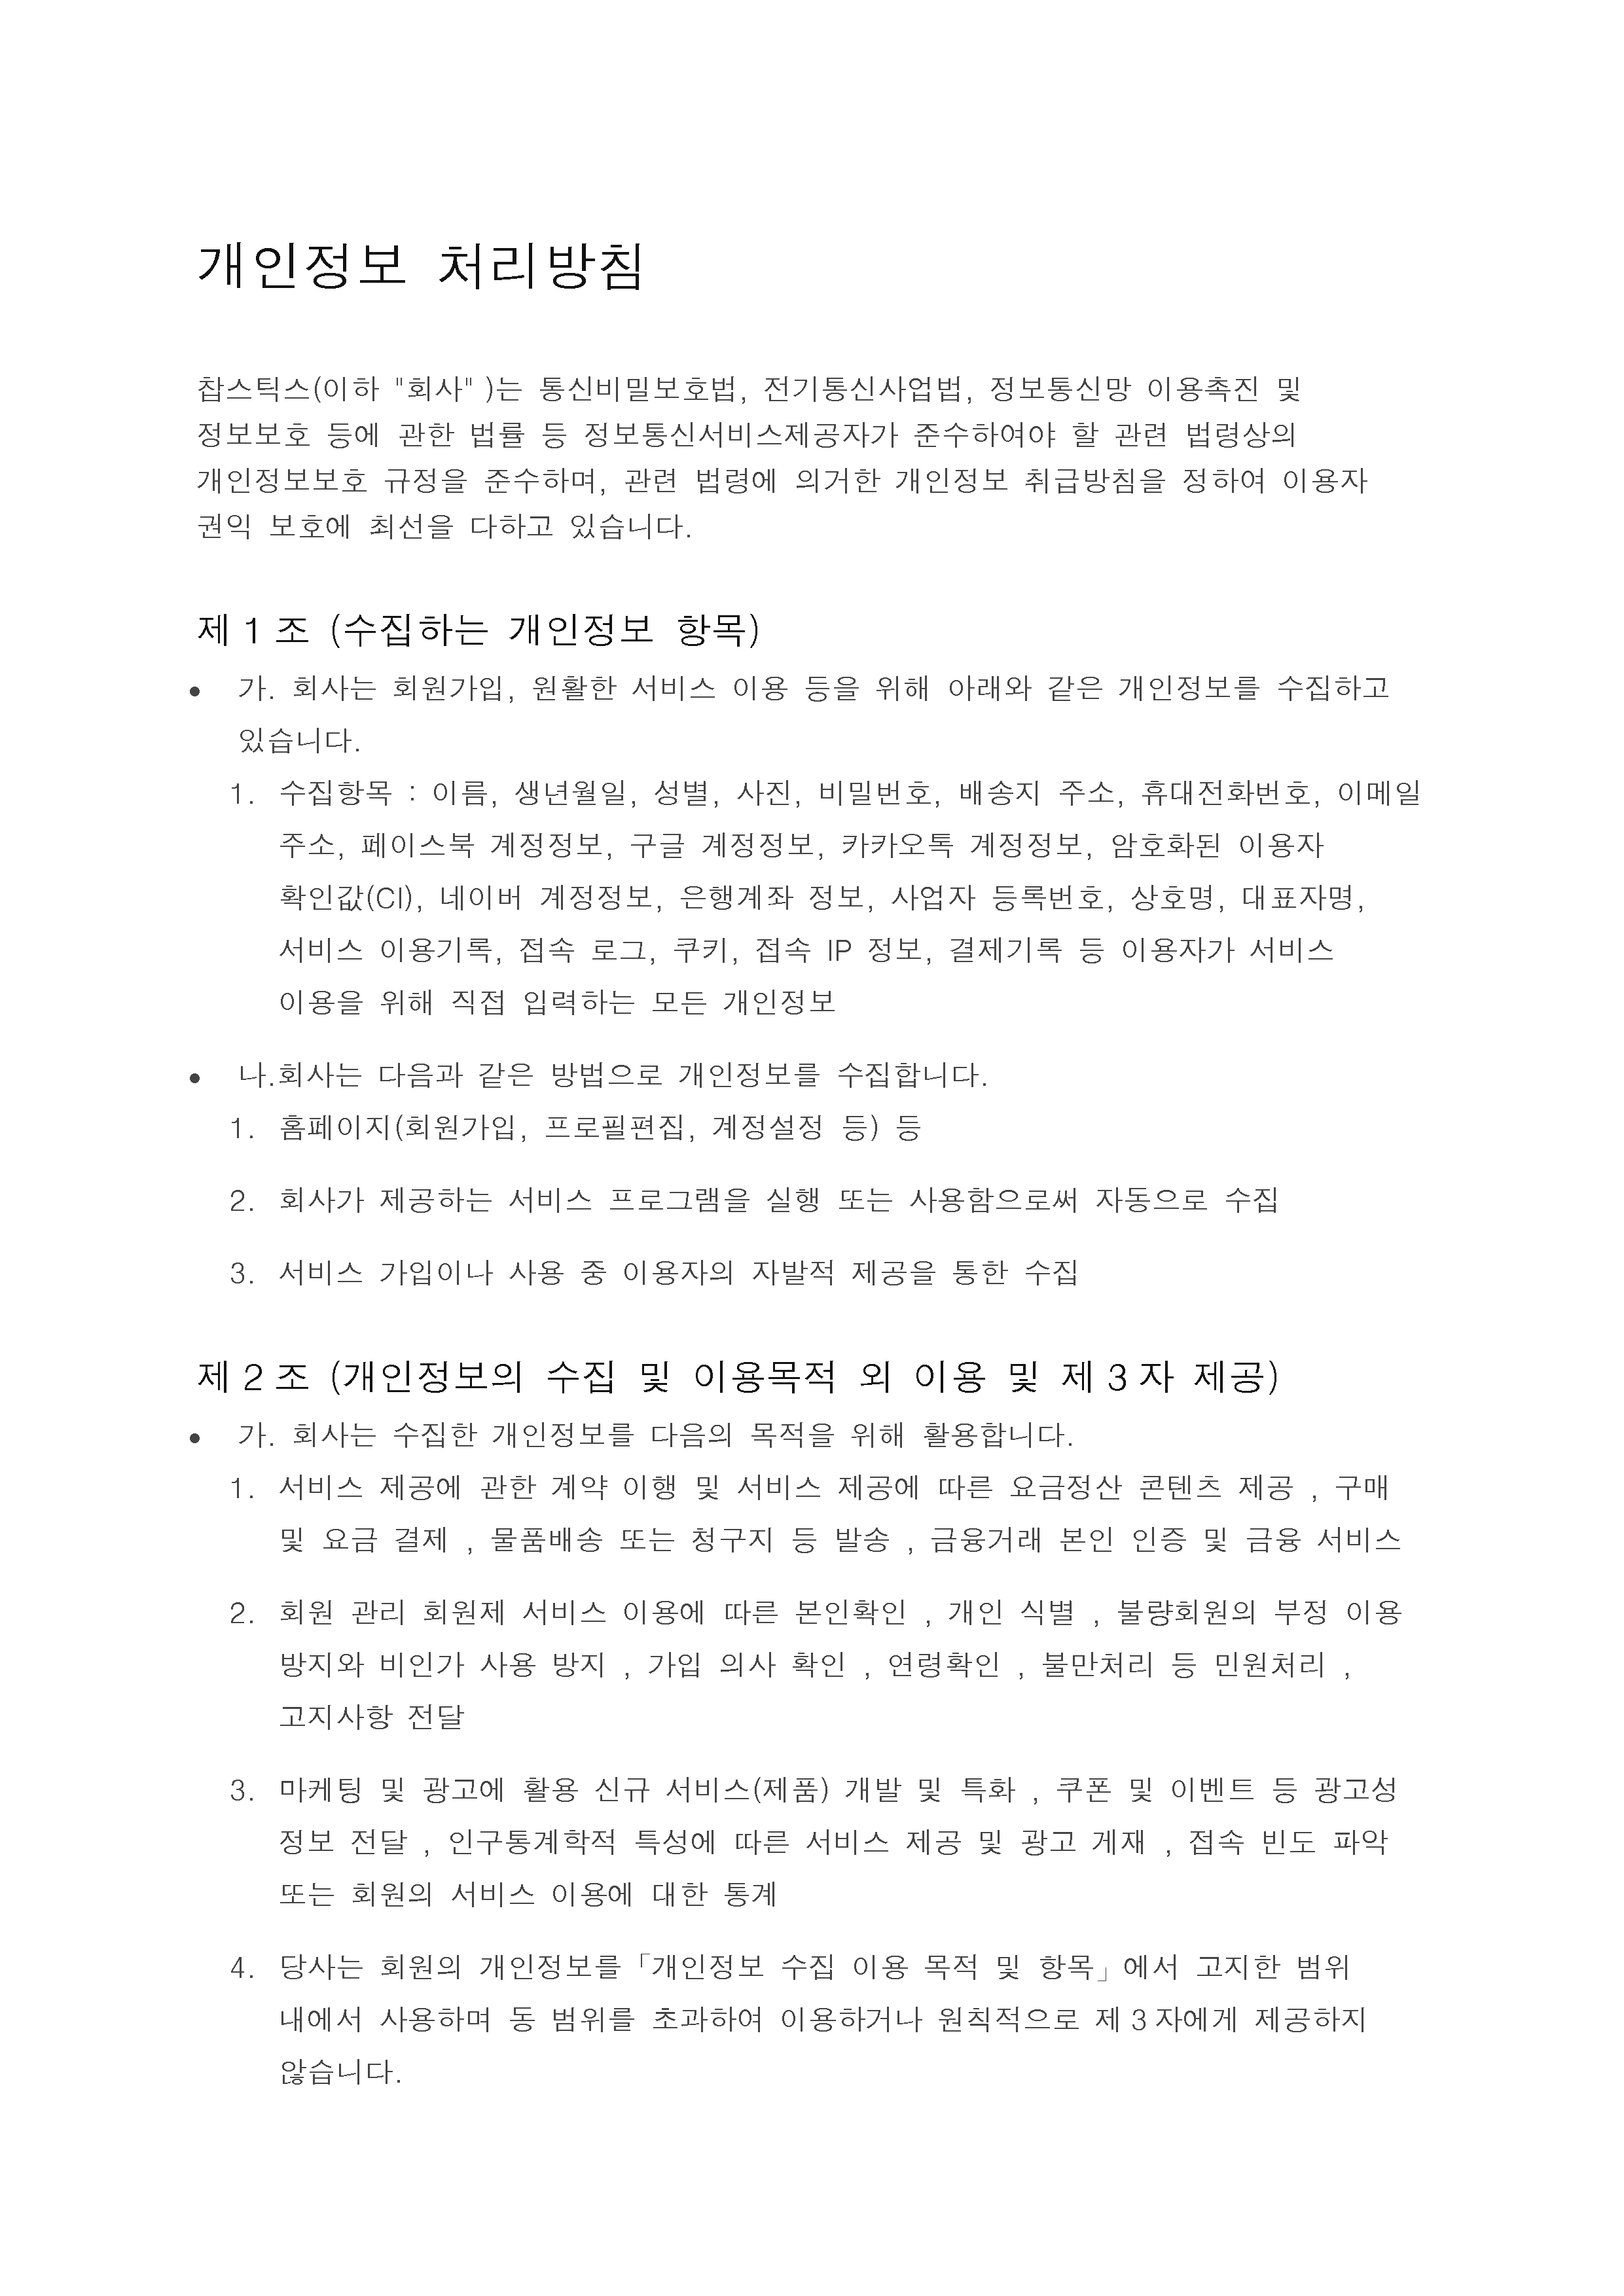 개인정보 처리방침
찹스틱스(이하 "회사" )는 통신비밀보호법, 전기통신사업법, 정보통신망 이용촉진 및
정보보호 등에 관한 법률 등 정보통신서비스제공자가 준수하여야 할 관련 법령상의
개인정보보호 규정을 준수하며, 관련 법령에 의거한 개인정보 취급방침을 정하여 이용자
권익 보호에 최선을 다하고 있습니다.
제 1 조 (수집하는 개인정보 항목)
● 가. 회사는 회원가입, 원활한 서비스 이용 등을 위해 아래와 같은 개인정보를 수집하고
있습니다.
1. 수집항목 : 이름, 생년월일, 성별, 사진, 비밀번호, 배송지 주소, 휴대전화번호, 이메일
주소, 페이스북 계정정보, 구글 계정정보, 카카오톡 계정정보, 암호화된 이용자
확인값(CI), 네이버 계정정보, 은행계좌 정보, 사업자 등록번호, 상호명, 대표자명,
서비스 이용기록, 접속 로그, 쿠키, 접속 IP 정보, 결제기록 등 이용자가 서비스
이용을 위해 직접 입력하는 모든 개인정보
● 나.회사는 다음과 같은 방법으로 개인정보를 수집합니다.
1. 홈페이지(회원가입, 프로필편집, 계정설정 등) 등
2. 회사가 제공하는 서비스 프로그램을 실행 또는 사용함으로써 자동으로 수집
3. 서비스 가입이나 사용 중 이용자의 자발적 제공을 통한 수집
제 2 조 (개인정보의 수집 및 이용목적 외 이용 및 제 3 자 제공)
● 가. 회사는 수집한 개인정보를 다음의 목적을 위해 활용합니다.
1. 서비스 제공에 관한 계약 이행 및 서비스 제공에 따른 요금정산 콘텐츠 제공 , 구매
및 요금 결제 , 물품배송 또는 청구지 등 발송 , 금융거래 본인 인증 및 금융 서비스
2. 회원 관리 회원제 서비스 이용에 따른 본인확인 , 개인 식별 , 불량회원의 부정 이용
방지와 비인가 사용 방지 , 가입 의사 확인 , 연령확인 , 불만처리 등 민원처리 ,
고지사항 전달
3. 마케팅 및 광고에 활용 신규 서비스(제품) 개발 및 특화 , 쿠폰 및 이벤트 등 광고성
정보 전달 , 인구통계학적 특성에 따른 서비스 제공 및 광고 게재 , 접속 빈도 파악
또는 회원의 서비스 이용에 대한 통계
4. 당사는 회원의 개인정보를「개인정보 수집 이용 목적 및 항목」에서 고지한 범위
내에서 사용하며 동 범위를 초과하여 이용하거나 원칙적으로 제 3 자에게 제공하지
않습니다.